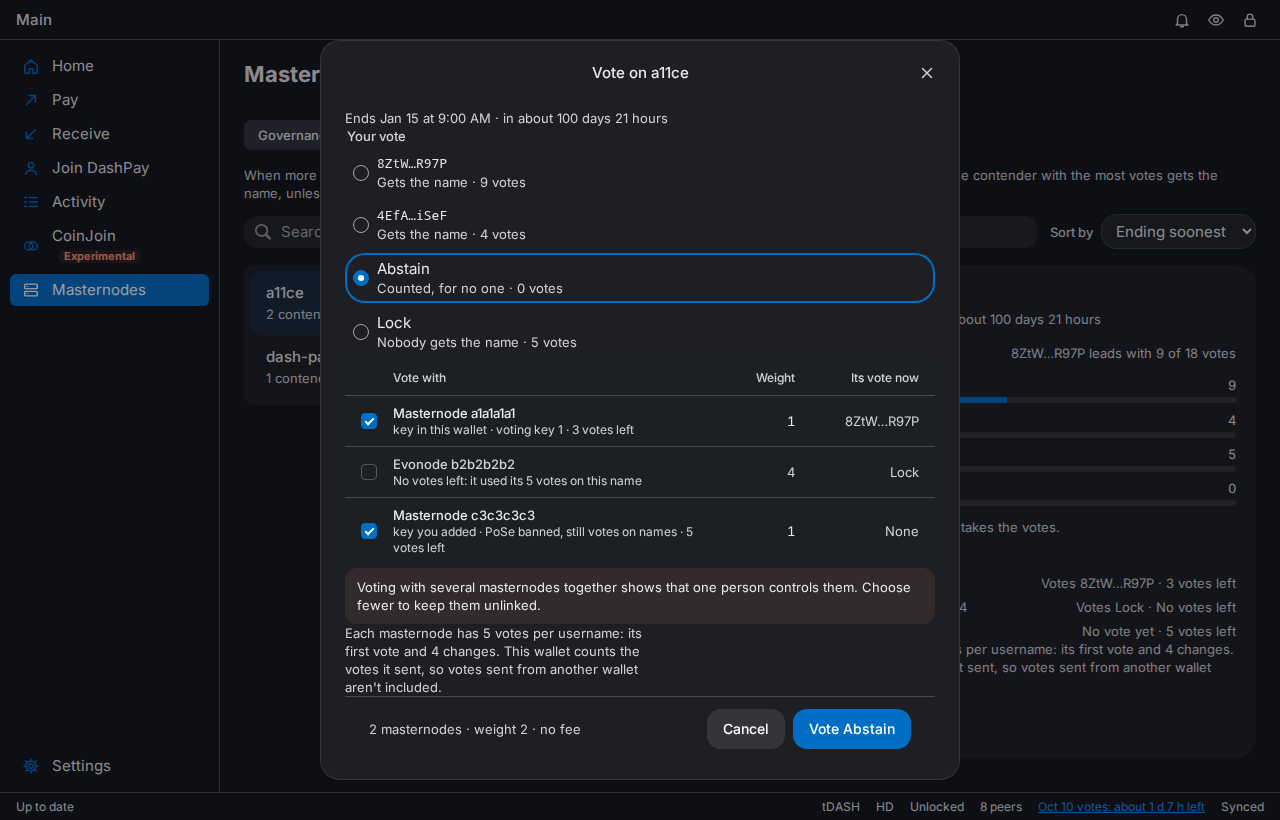 Main
Home
Pay
Receive
Join DashPay
Activity
CoinJoin
Experimental
Masternodes
Settings
Master
Governan
When more
name, unles
e contender with the most votes gets the
Searc
Sort by
Ending soonest
a11ce
2 conten
dash-pa
1 conten
bout 100 days 21 hours
8ZtW…R97P leads with 9 of 18 votes
9
4
5
0
takes the votes.
Votes 8ZtW…R97P · 3 votes left
4
Votes Lock · No votes left
No vote yet · 5 votes left
s per username: its first vote and 4 changes.
t sent, so votes sent from another wallet
Vote on a11ce
Ends Jan 15 at 9:00 AM · in about 100 days 21 hours
Your vote
8ZtW…R97P
Gets the name · 9 votes
4EfA…iSeF
Gets the name · 4 votes
Abstain
Counted, for no one · 0 votes
Lock
Nobody gets the name · 5 votes
Vote with Weight Its vote now
Masternode a1a1a1a1
key in this wallet · voting key 1 · 3 votes left
1
8ZtW…R97P
Evonode b2b2b2b2
No votes left: it used its 5 votes on this name
4
Lock
Masternode c3c3c3c3
key you added · PoSe banned, still votes on names · 5
votes left
1
None
Voting with several masternodes together shows that one person controls them. Choose
fewer to keep them unlinked.
Each masternode has 5 votes per username: its
first vote and 4 changes. This wallet counts the
votes it sent, so votes sent from another wallet
aren't included.
2 masternodes · weight 2 · no fee
Cancel
Vote Abstain
Up to date
tDASH HD Unlocked 8 peers Oct 10 votes: about 1 d 7 h left Synced